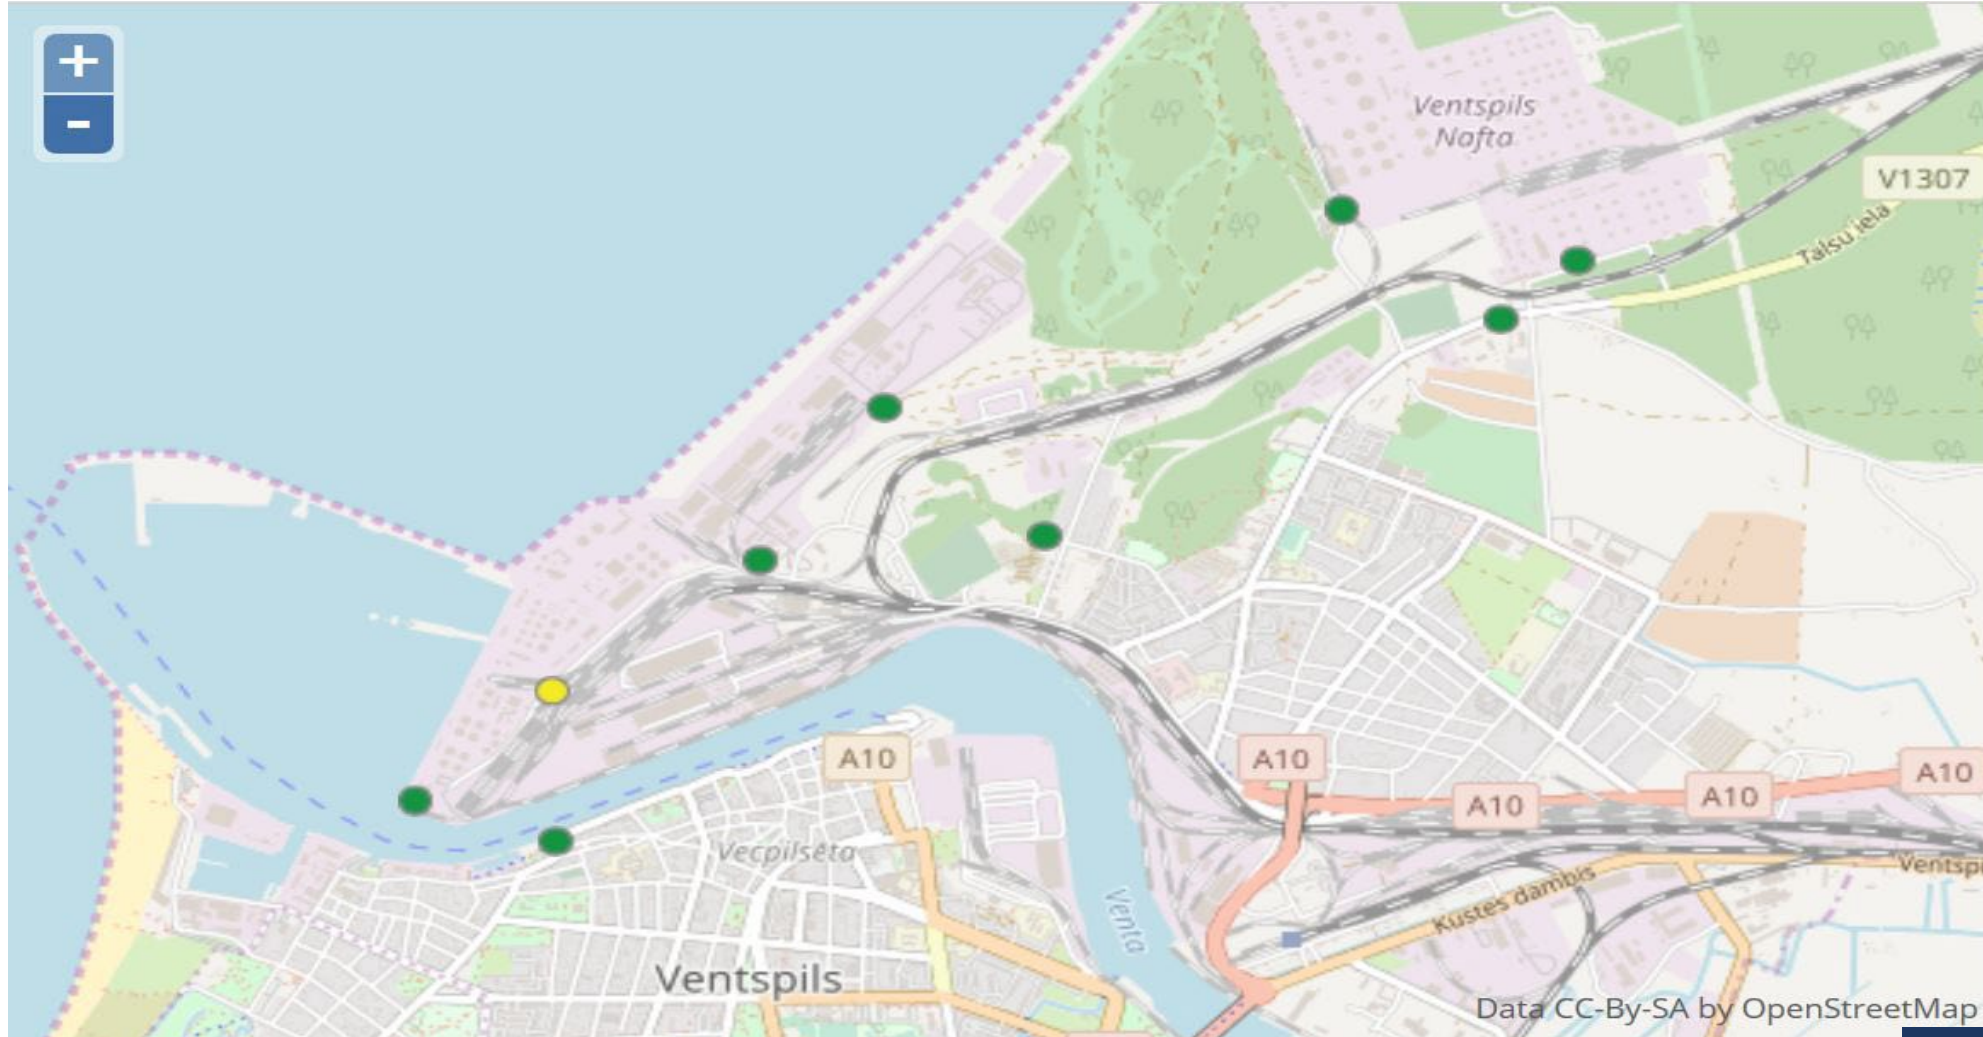 +
-
Ventspils
Nafta
V1307
Talsu iela
A10
A10
A10
A10
A10
Vecpilsēta
Venta
Kustes dambis
Ventspils
Data CC-By-SA by OpenStreetMap